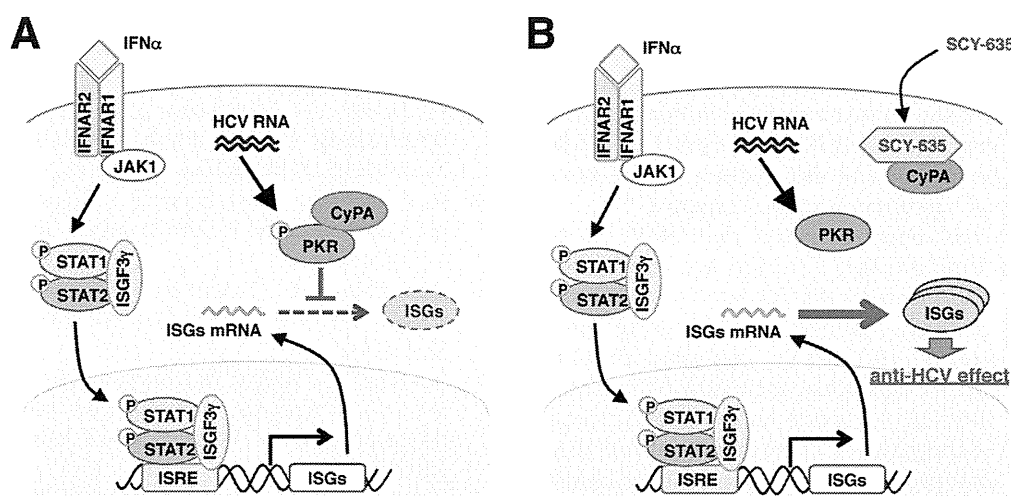 A
IFNα
IFNAR2
IFNAR1
JAK1
HCV RNA
CyPA
P
PKR
P
STAT1
P
STAT2
ISGF3γ
ISGs mRNA
ISGs
P
STAT1
P
STAT2
ISGF3γ
ISRE
ISGs
B
IFNα
SCY-635
IFNAR2
IFNAR1
JAK1
HCV RNA
SCY-635
CyPA
PKR
P
STAT1
P
STAT2
ISGF3γ
ISGs mRNA
ISGs
anti-HCV effect
P
STAT1
P
STAT2
ISGF3γ
ISRE
ISGs